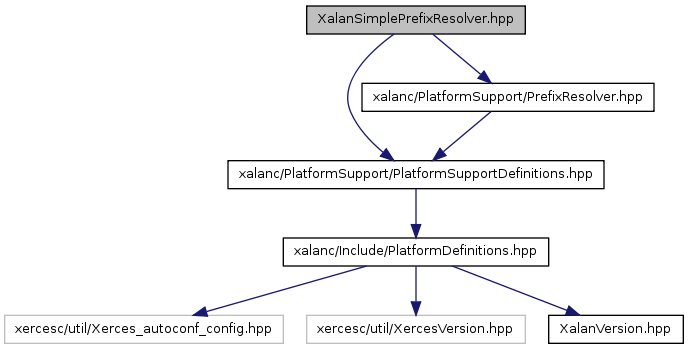 XalanSimplePrefixResolver.hpp
xalanc/PlatformSupport/PrefixResolver.hpp
xalanc/PlatformSupport/PlatformSupportDefinitions.hpp
xalanc/Include/PlatformDefinitions.hpp
xercesc/util/Xerces_autoconf_config.hpp
xercesc/util/XercesVersion.hpp
XalanVersion.hpp